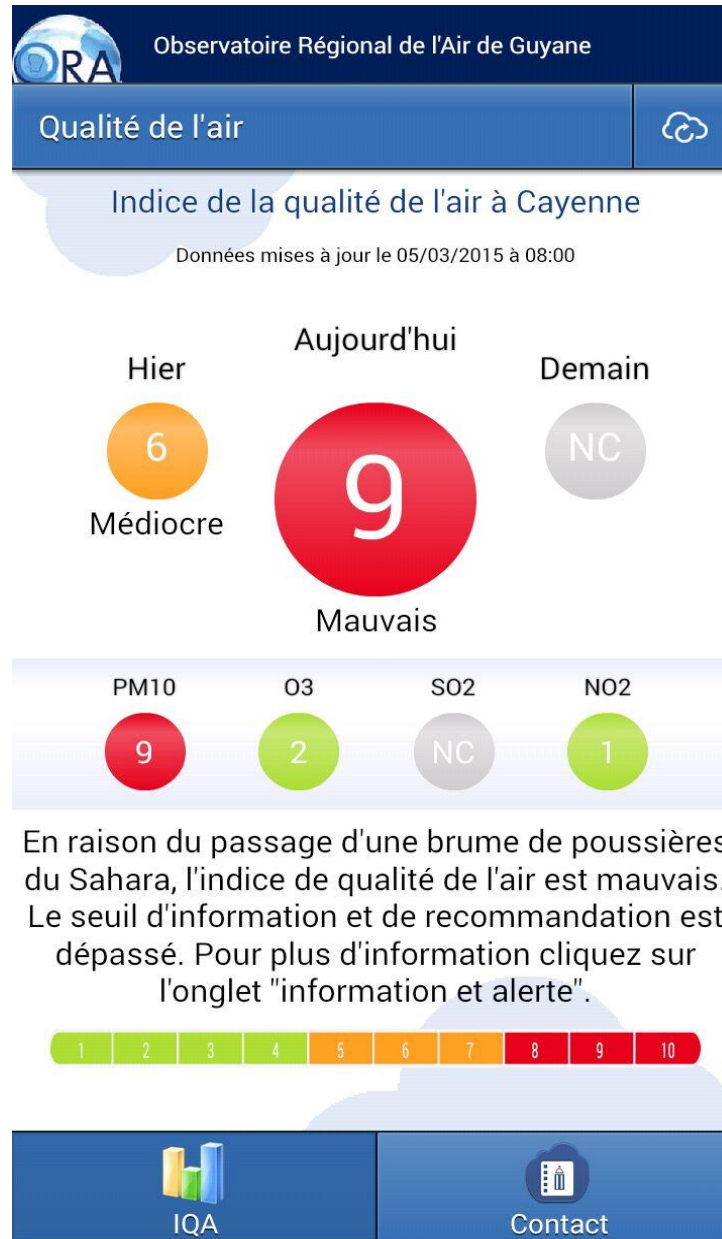 ORA
Observatoire Régional de l'Air de Guyane
Qualité de l'air
Indice de la qualité de l'air à Cayenne
Données mises à jour le 05/03/2015 à 08:00
Hier
Aujourd'hui
Demain
6
9
NC
Médiocre
Mauvais
PM10 O3 SO2 NO2
9 2 NC 1
En raison du passage d'une brume de poussières
du Sahara, l'indice de qualité de l'air est mauvais.
Le seuil d'information et de recommandation est
dépassé. Pour plus d'information cliquez sur
l'onglet "information et alerte".
1 2 3 4 5 6 7 8 9 10
IQA Contact